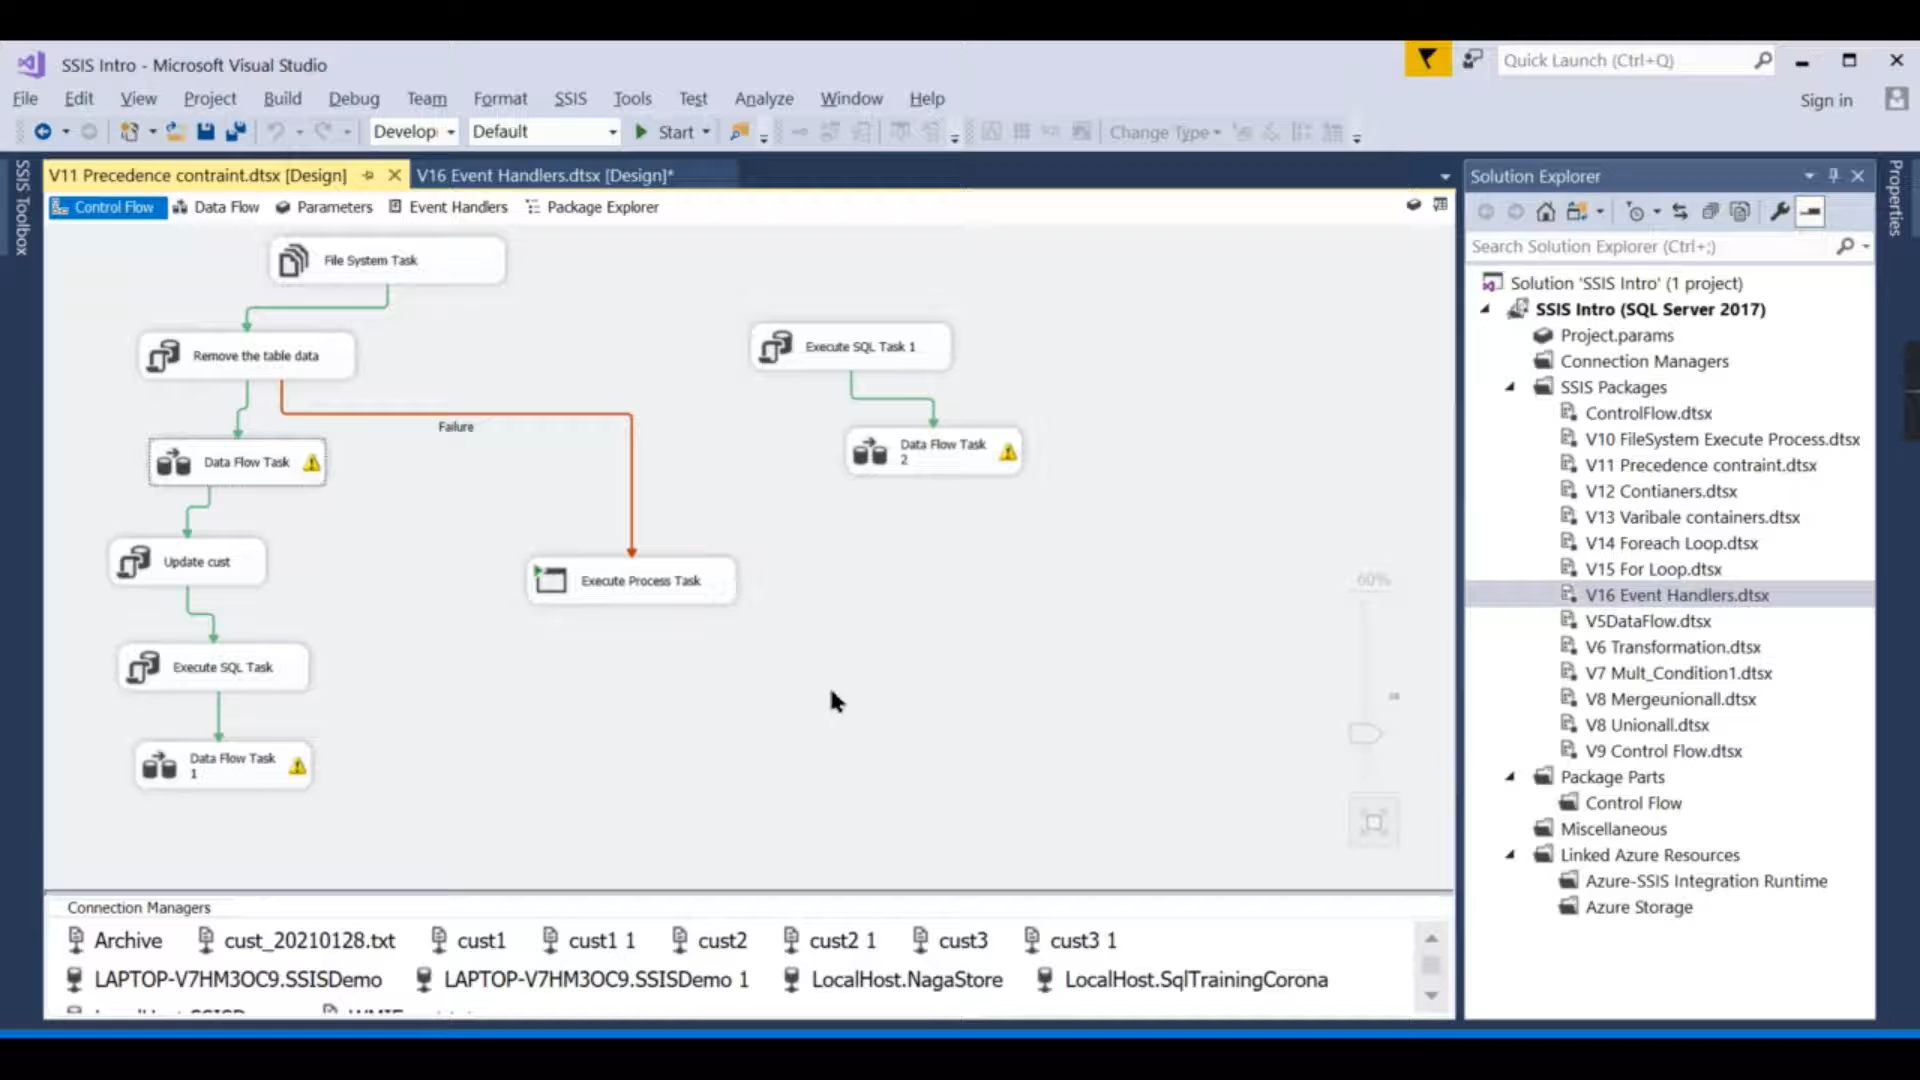 SSIS Intro - Microsoft Visual Studio
Quick Launch (Ctrl+Q)
File Edit View Project Build Debug Team Format SSIS Tools Test Analyze Window Help
Sign in
Develop Default Start Change Type
SSIS Toolbox
V11 Precedence contraint.dtsx [Design]
V16 Event Handlers.dtsx [Design]*
Control Flow Data Flow Parameters Event Handlers Package Explorer
File System Task
Remove the table data
Failure
Data Flow Task
Update cust
Execute SQL Task
Data Flow Task
1
Execute Process Task
Execute SQL Task 1
Data Flow Task
2
60%
Connection Managers
Archive cust_20210128.txt cust1 cust1 1 cust2 cust2 1 cust3 cust3 1
LAPTOP-V7HM3OC9.SSISDemo LAPTOP-V7HM3OC9.SSISDemo 1 LocalHost.NagaStore LocalHost.SqlTrainingCorona
Solution Explorer
Search Solution Explorer (Ctrl+;)
Solution 'SSIS Intro' (1 project)
SSIS Intro (SQL Server 2017)
Project.params
Connection Managers
SSIS Packages
ControlFlow.dtsx
V10 FileSystem Execute Process.dtsx
V11 Precedence contraint.dtsx
V12 Contianers.dtsx
V13 Varibale containers.dtsx
V14 Foreach Loop.dtsx
V15 For Loop.dtsx
V16 Event Handlers.dtsx
V5DataFlow.dtsx
V6 Transformation.dtsx
V7 Mult_Condition1.dtsx
V8 Mergeunionall.dtsx
V8 Unionall.dtsx
V9 Control Flow.dtsx
Package Parts
Control Flow
Miscellaneous
Linked Azure Resources
Azure-SSIS Integration Runtime
Azure Storage
Properties